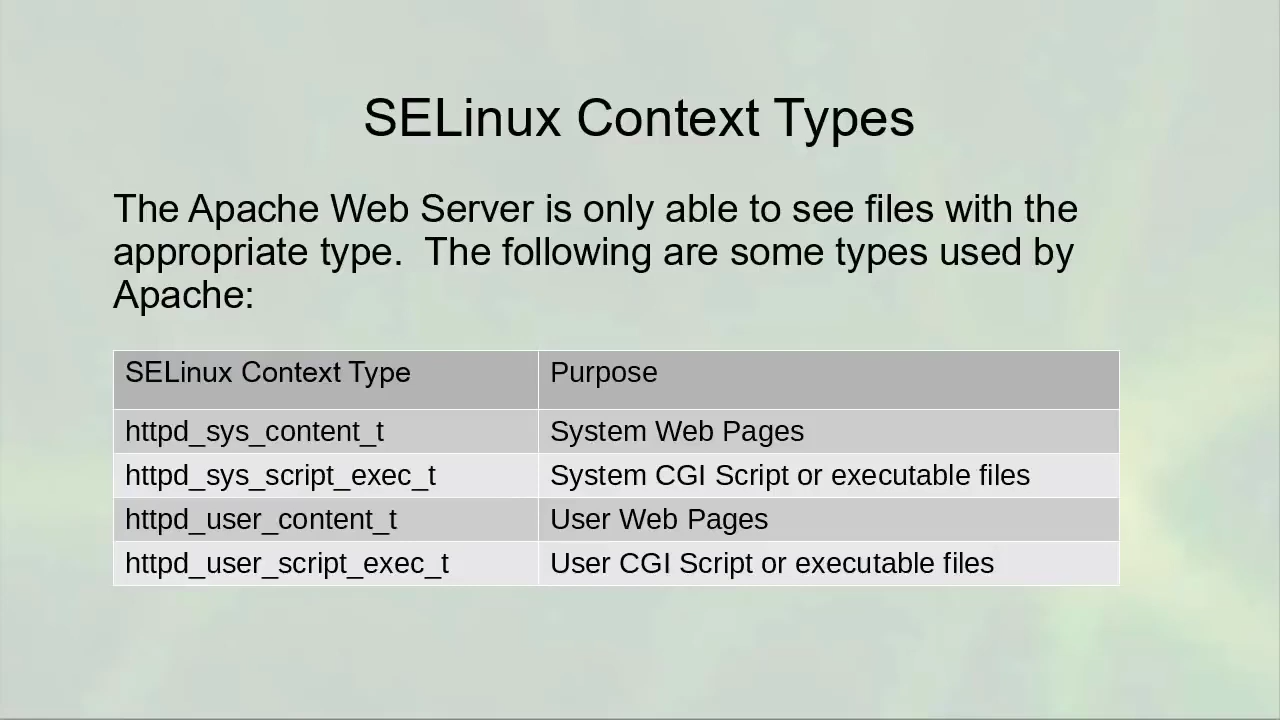 SELinux Context Types
The Apache Web Server is only able to see files with the
appropriate type.  The following are some types used by
Apache:
SELinux Context Type Purpose
httpd_sys_content_t System Web Pages
httpd_sys_script_exec_t System CGI Script or executable files
httpd_user_content_t User Web Pages
httpd_user_script_exec_t User CGI Script or executable files